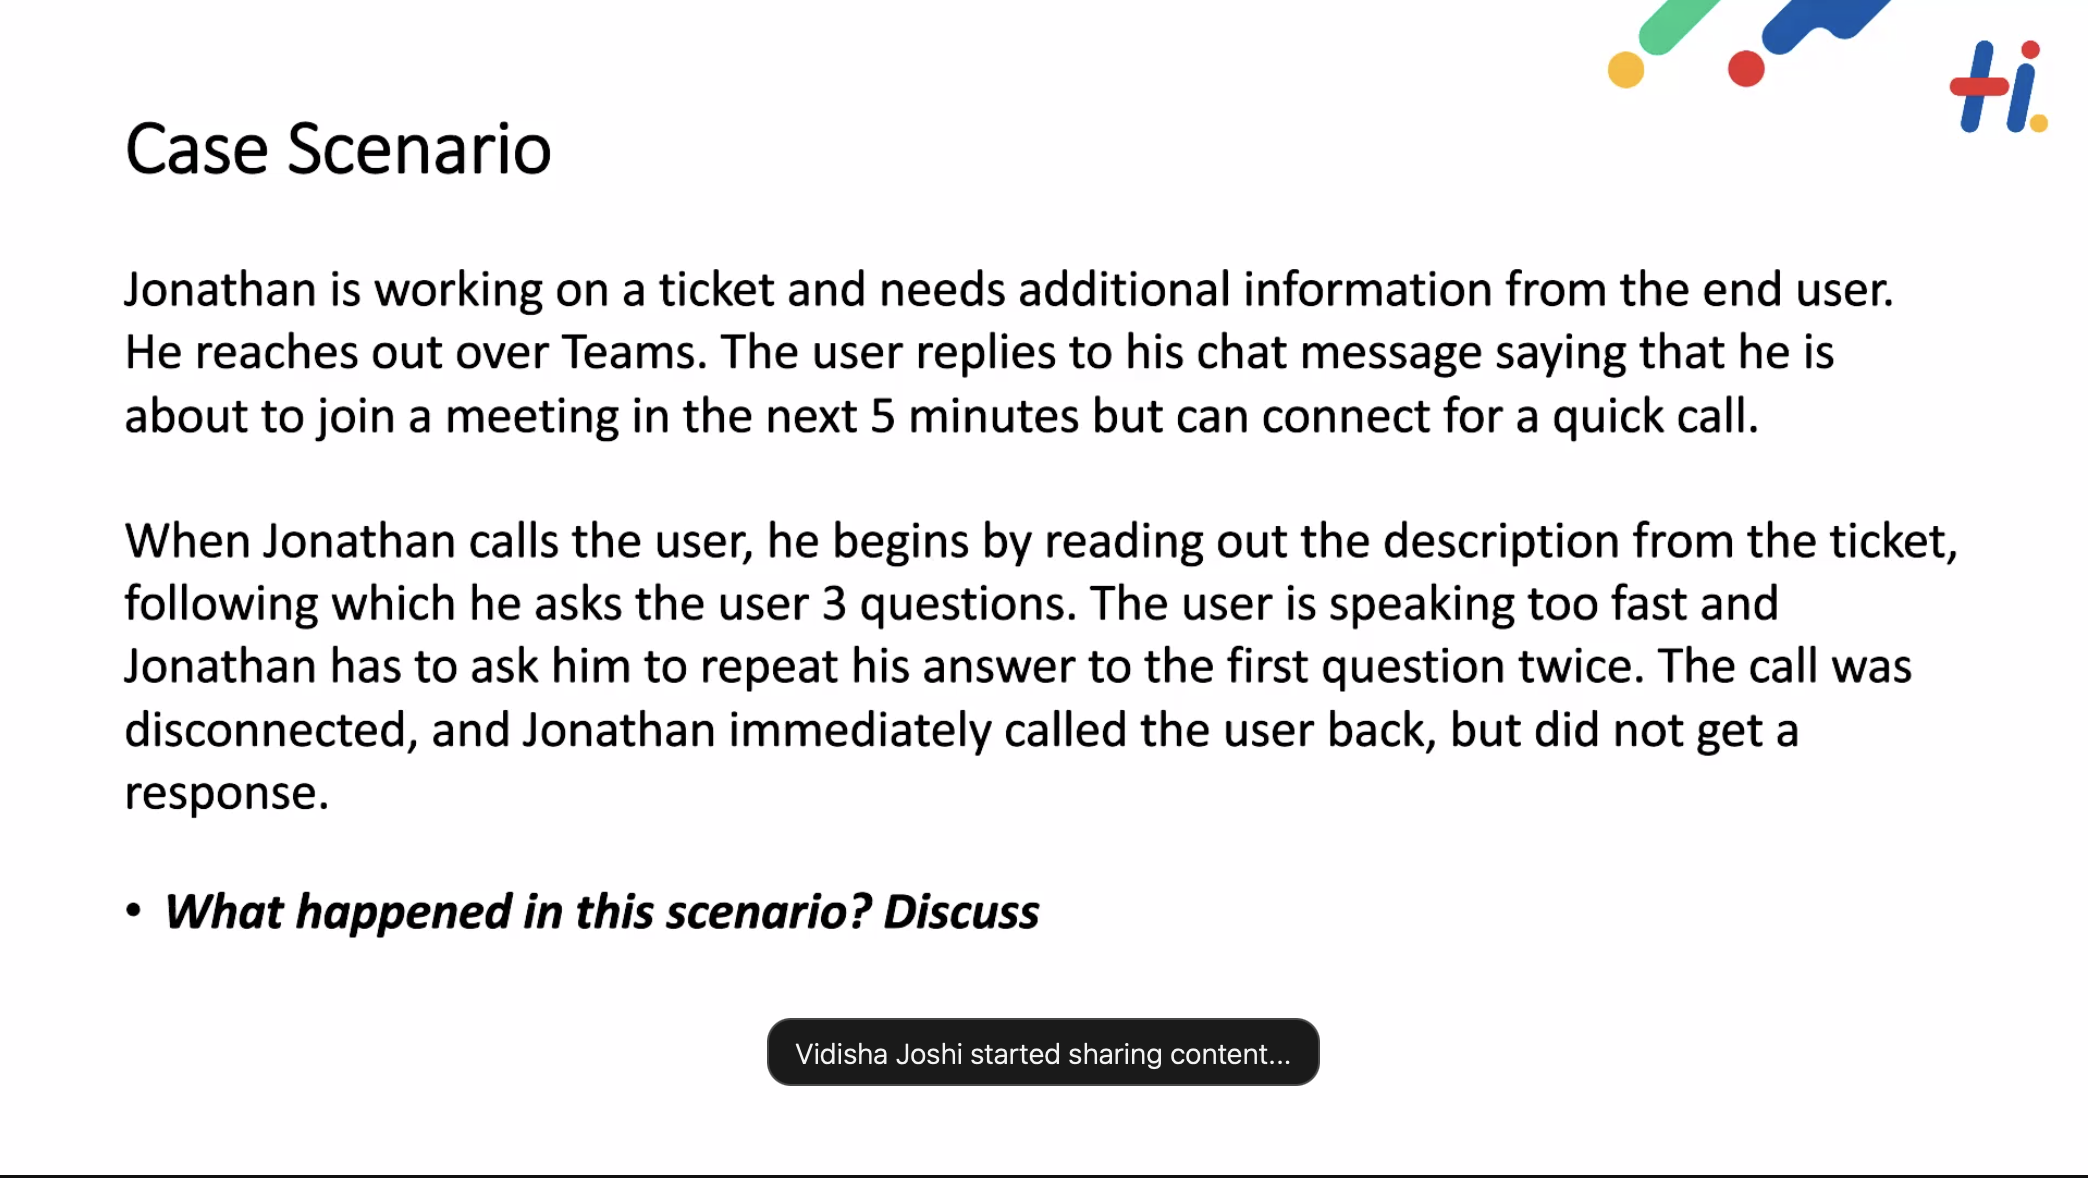 Hi.
Case Scenario
Jonathan is working on a ticket and needs additional information from the end user.
He reaches out over Teams. The user replies to his chat message saying that he is
about to join a meeting in the next 5 minutes but can connect for a quick call.
When Jonathan calls the user, he begins by reading out the description from the ticket,
following which he asks the user 3 questions. The user is speaking too fast and
Jonathan has to ask him to repeat his answer to the first question twice. The call was
disconnected, and Jonathan immediately called the user back, but did not get a
response.
• What happened in this scenario? Discuss
Vidisha Joshi started sharing content...